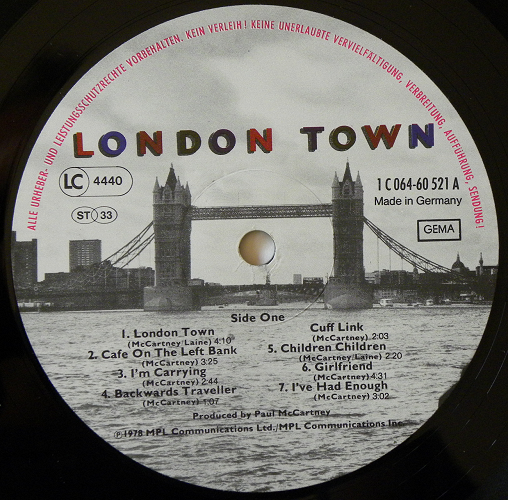 ALLE URHEBER- UND LEISTUNGSSCHUTZRECHTE VORBEHALTEN. KEIN VERLEIH! KEINE UNERLAUBTE VERVIELFÄLTIGUNG, VERBREITUNG, AUFFÜHRUNG, SENDUNG!
LONDON TOWN
LC 4440
ST 33
1 C 064-60 521 A
Made in Germany
GEMA
Side One
1. London Town
(McCartney/Laine) 4:10
2. Cafe On The Left Bank
(McCartney) 3:25
3. I'm Carrying
(McCartney) 2:44
4. Backwards Traveller
(McCartney) 1:07
Cuff Link
(McCartney) 2:03
5. Children Children
(McCartney/Laine) 2:20
6. Girlfriend
(McCartney) 4:31
7. I've Had Enough
(McCartney) 3:02
Produced by Paul McCartney
Ⓟ1978 MPL Communications Ltd./MPL Communications Inc.